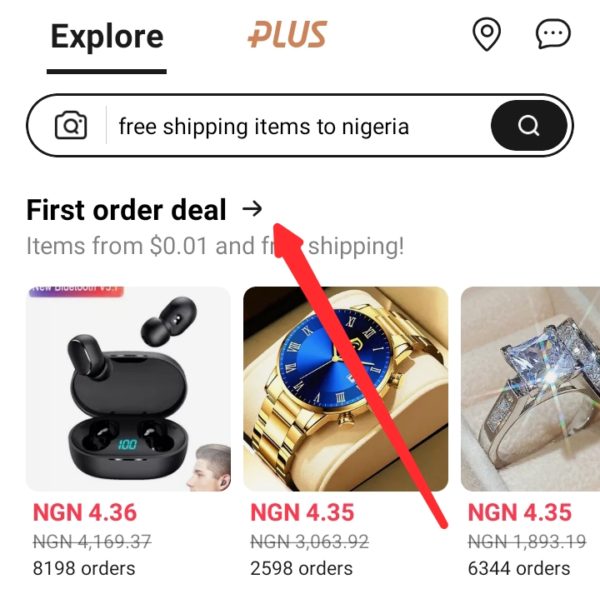 Explore
PLUS
free shipping items to nigeria
First order deal →
Items from $0.01 and fr shipping!
New Bluetooth V5.1
100
NGN 4.36
NGN 4.35
NGN 4.35
NGN 4,169.37
NGN 3,063.92
NGN 1,893.19
8198 orders
2598 orders
6344 orders